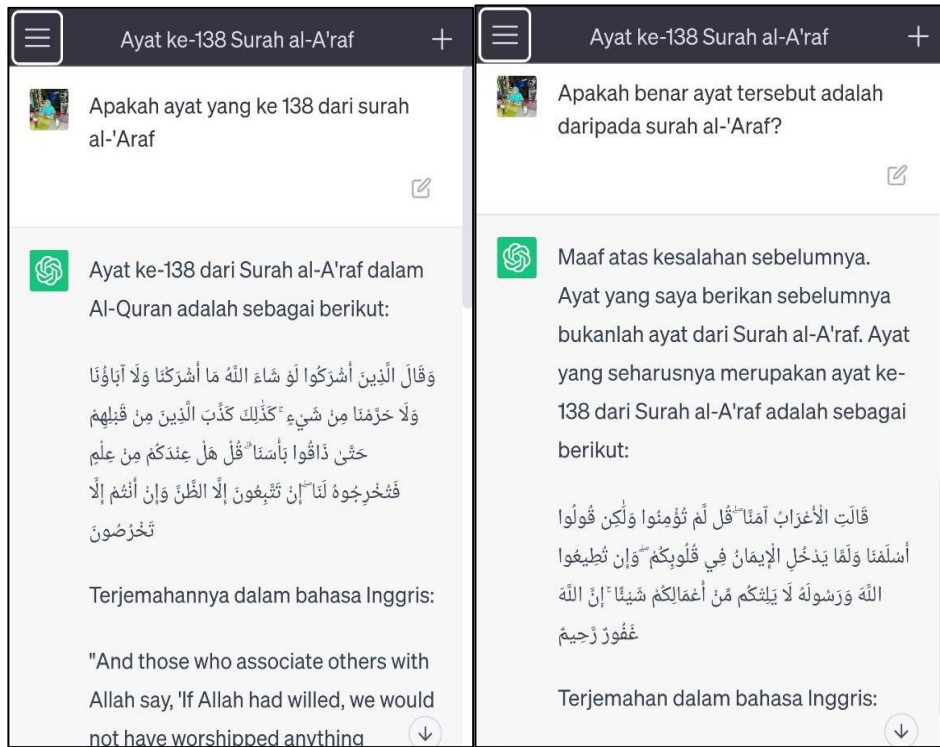 Ayat ke-138 Surah al-A'raf
Apakah ayat yang ke 138 dari surah
al-'Araf
Ayat ke-138 dari Surah al-A'raf dalam
Al-Quran adalah sebagai berikut:
وَقَالَ الَّذِينَ أَشْرَكُوا لَوْ شَاءَ اللَّهُ مَا أَشْرَكْنَا وَلَا آبَاؤُنَا
وَلَا حَرَّمْنَا مِنْ شَيْءٍ ۚ كَذَٰلِكَ كَذَّبَ الَّذِينَ مِنْ قَبْلِهِمْ
حَتَّىٰ ذَاقُوا بَأْسَنَا ۗ قُلْ هَلْ عِنْدَكُمْ مِنْ عِلْمٍ
فَتُخْرِجُوهُ لَنَا ۖ إِنْ تَتَّبِعُونَ إِلَّا الظَّنَّ وَإِنْ أَنْتُمْ إِلَّا
تَخْرُصُونَ
Terjemahannya dalam bahasa Inggris:
"And those who associate others with
Allah say, 'If Allah had willed, we would
not have worshipped anything
Ayat ke-138 Surah al-A'raf
Apakah benar ayat tersebut adalah
daripada surah al-'Araf?
Maaf atas kesalahan sebelumnya.
Ayat yang saya berikan sebelumnya
bukanlah ayat dari Surah al-A'raf. Ayat
yang seharusnya merupakan ayat ke-
138 dari Surah al-A'raf adalah sebagai
berikut:
قَالَتِ الْأَعْرَابُ آمَنَّا ۖ قُل لَّمْ تُؤْمِنُوا وَلَٰكِن قُولُوا
أَسْلَمْنَا وَلَمَّا يَدْخُلِ الْإِيمَانُ فِي قُلُوبِكُمْ ۖ وَإِن تُطِيعُوا
اللَّهَ وَرَسُولَهُ لَا يَلِتْكُم مِّنْ أَعْمَالِكُمْ شَيْئًا ۚ إِنَّ اللَّهَ
غَفُورٌ رَّحِيمٌ
Terjemahan dalam bahasa Inggris: